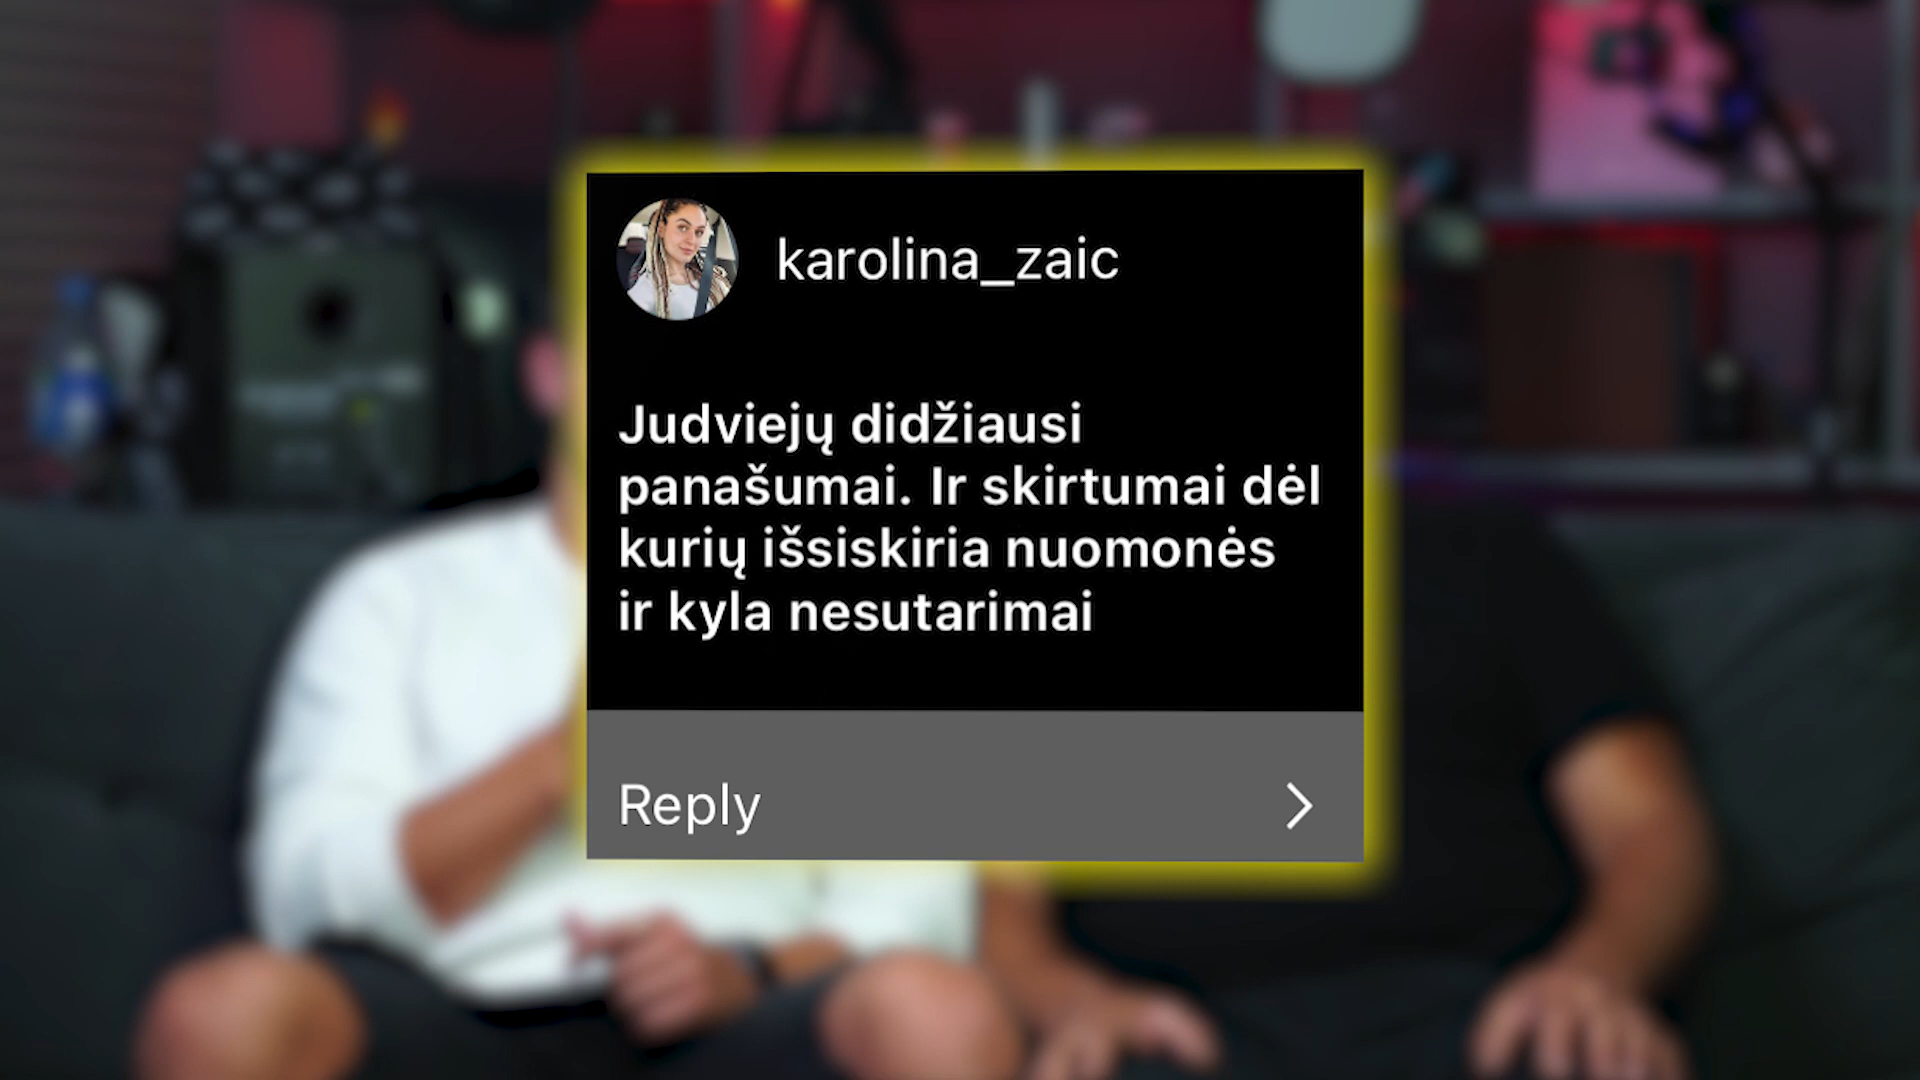 karolina_zaic
Judviejų didžiausi
panašumai. Ir skirtumai dėl
kurių išsiskiria nuomonės
ir kyla nesutarimai
Reply